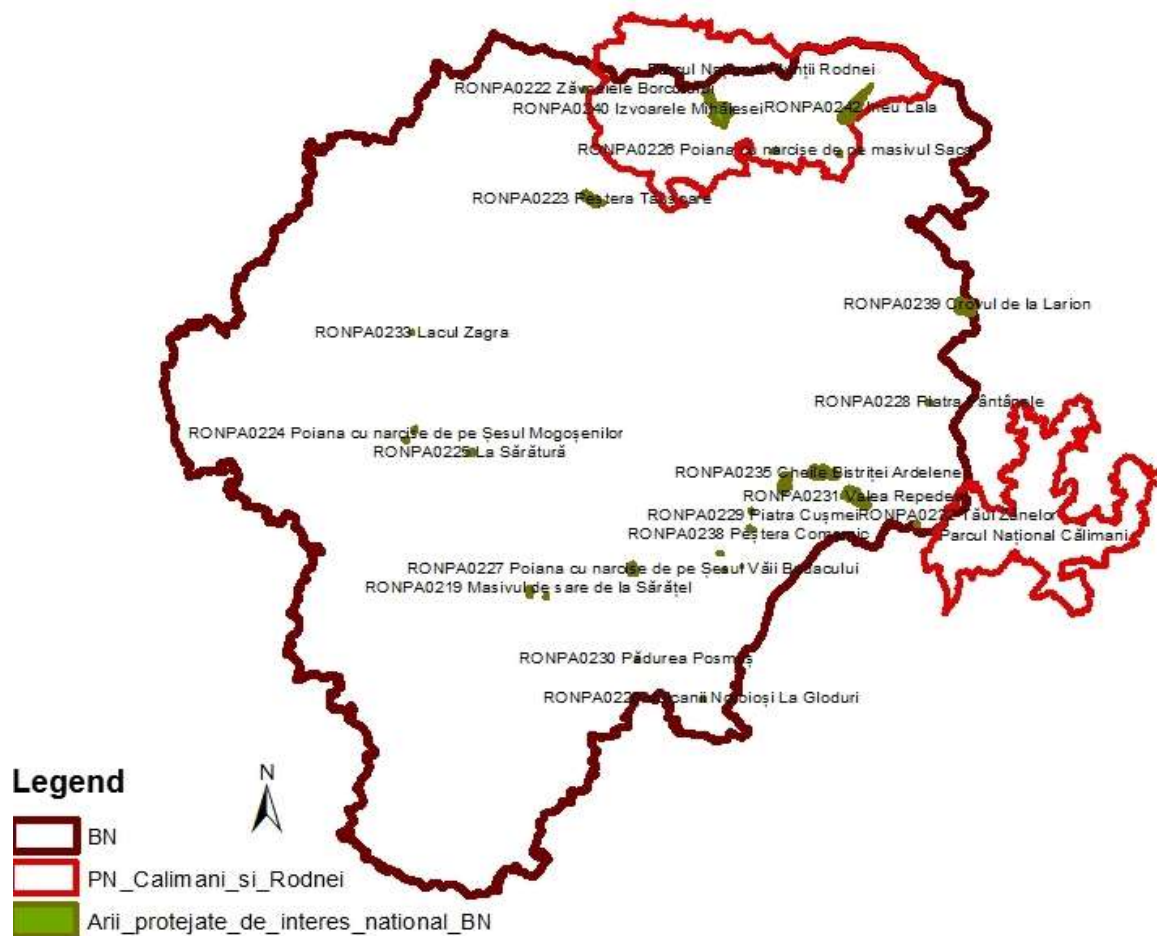 Parcul Național Munții Rodnei
RONPA0222 Zăvoaiele Borcutului
RONPA0240 Izvoarele Mihăiesei
RONPA0242 Ineu Lala
RONPA0226 Poiana cu narcise de pe masivul Saca
RONPA0223 Peștera Tăușoare
RONPA0239 Crovul de la Larion
RONPA0233 Lacul Zagra
RONPA0228 Piatra Fântânele
RONPA0224 Poiana cu narcise de pe Șesul Mogoșenilor
RONPA0225 La Sărătură
RONPA0235 Cheile Bistriței Ardelene
RONPA0231 Valea Repedea
RONPA0229 Piatra Cușmei
Tăul Zânelor
RONPA0238 Peștera Comarnic
Parcul Național Călimani
RONPA0227 Poiana cu narcise de pe Șesul Văii Budacului
RONPA0219 Masivul de sare de la Sărățel
RONPA0230 Pădurea Posmuș
Noroioși La Gloduri
Legend
N
BN
PN_Calimani_si_Rodnei
Arii_protejate_de_interes_national_BN